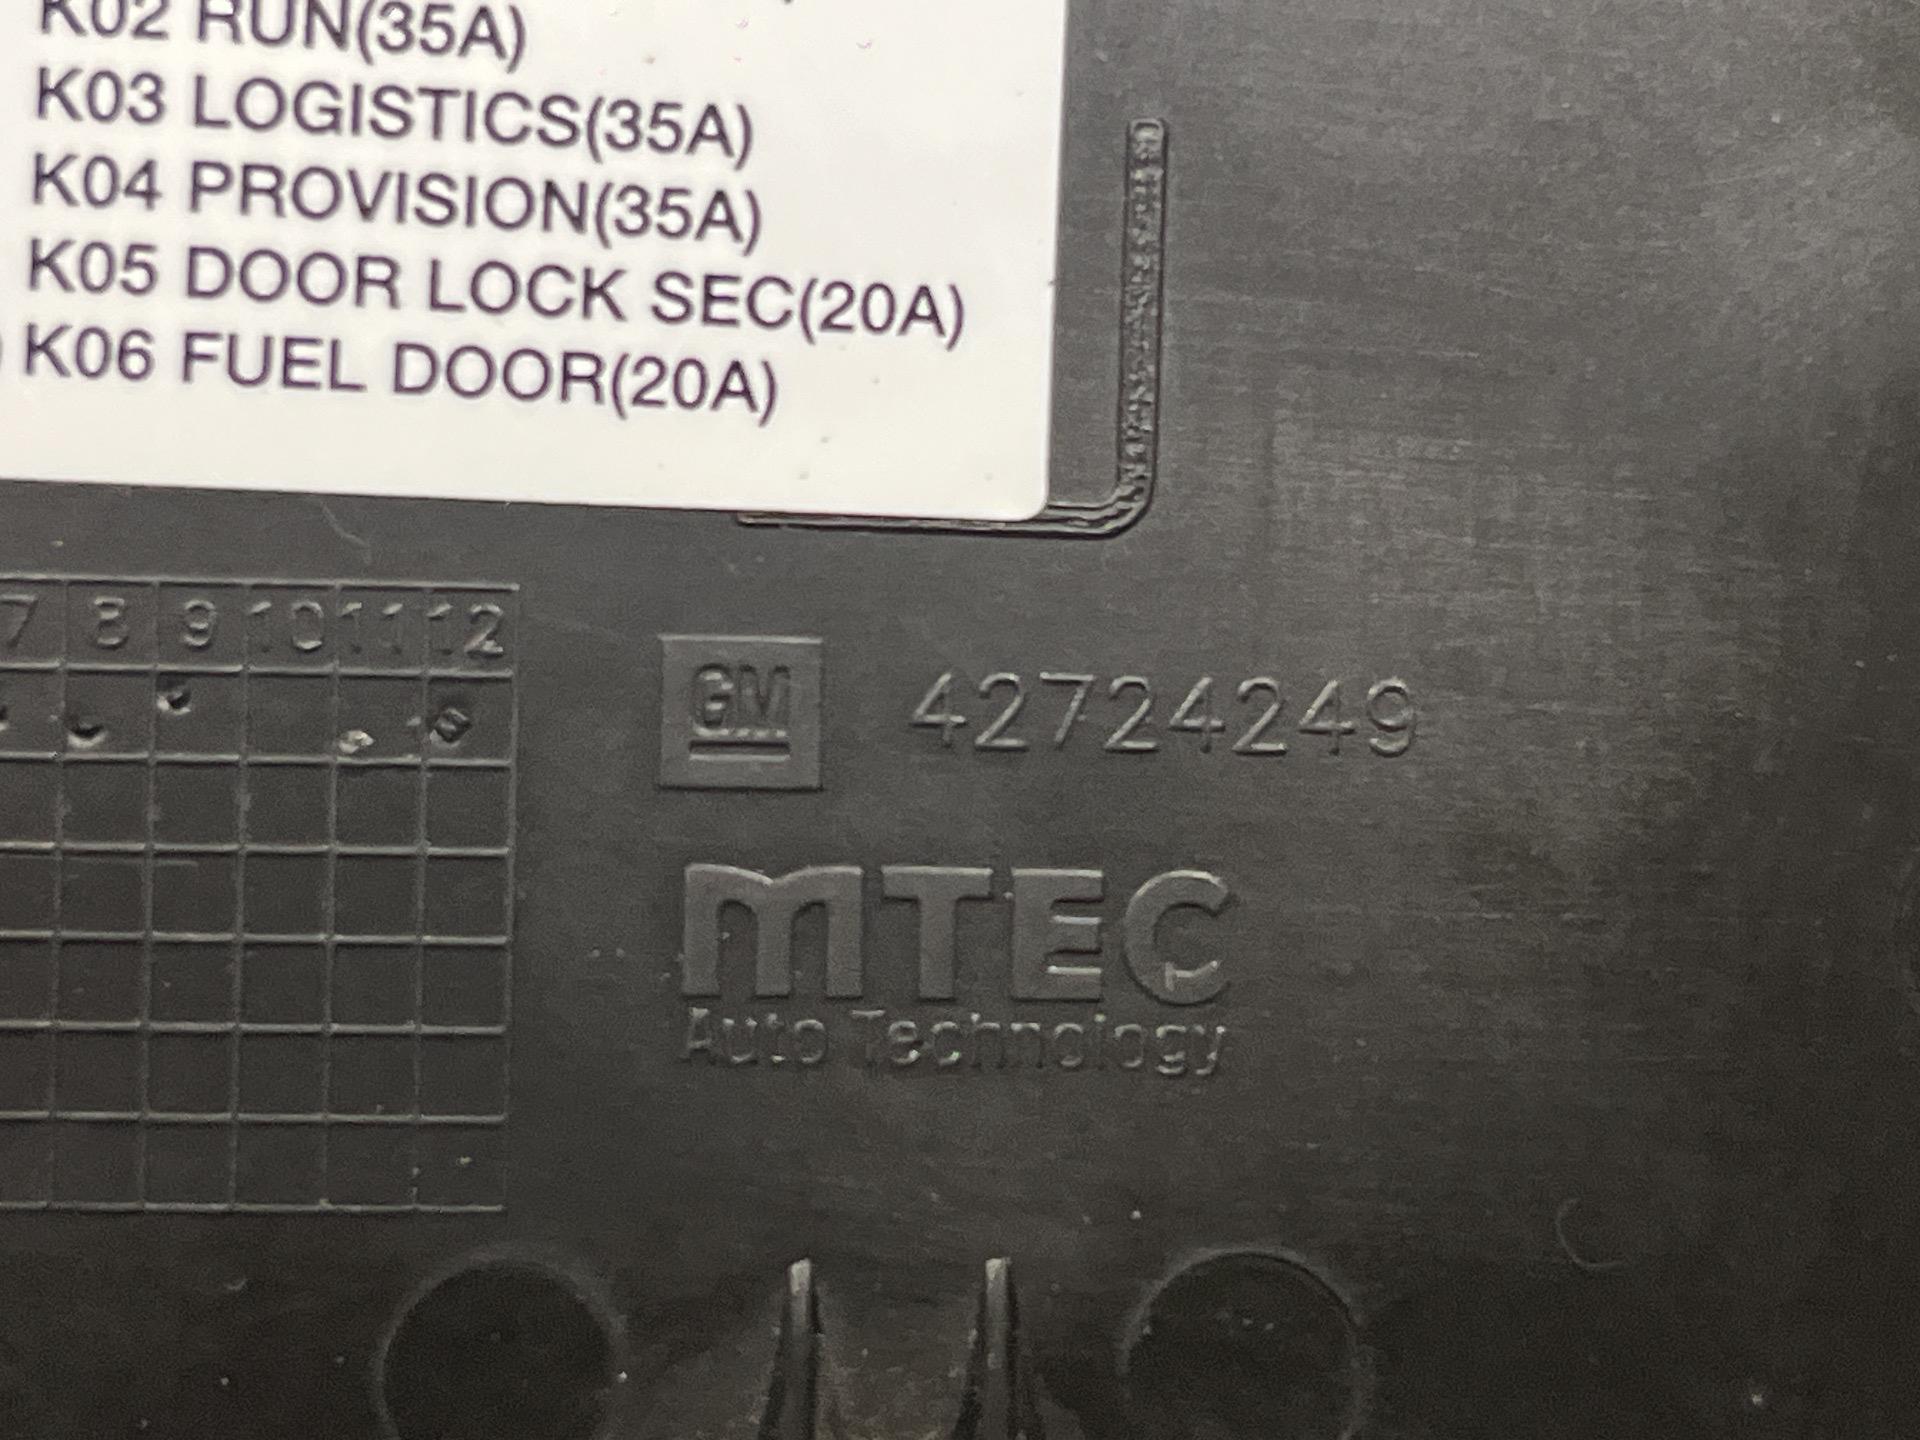 K02 RUN(35A)
K03 LOGISTICS(35A)
K04 PROVISION(35A)
K05 DOOR LOCK SEC(20A)
) K06 FUEL DOOR(20A)
7 8 9 10 11 12
GM 42724249
MTEC
Auto Technology